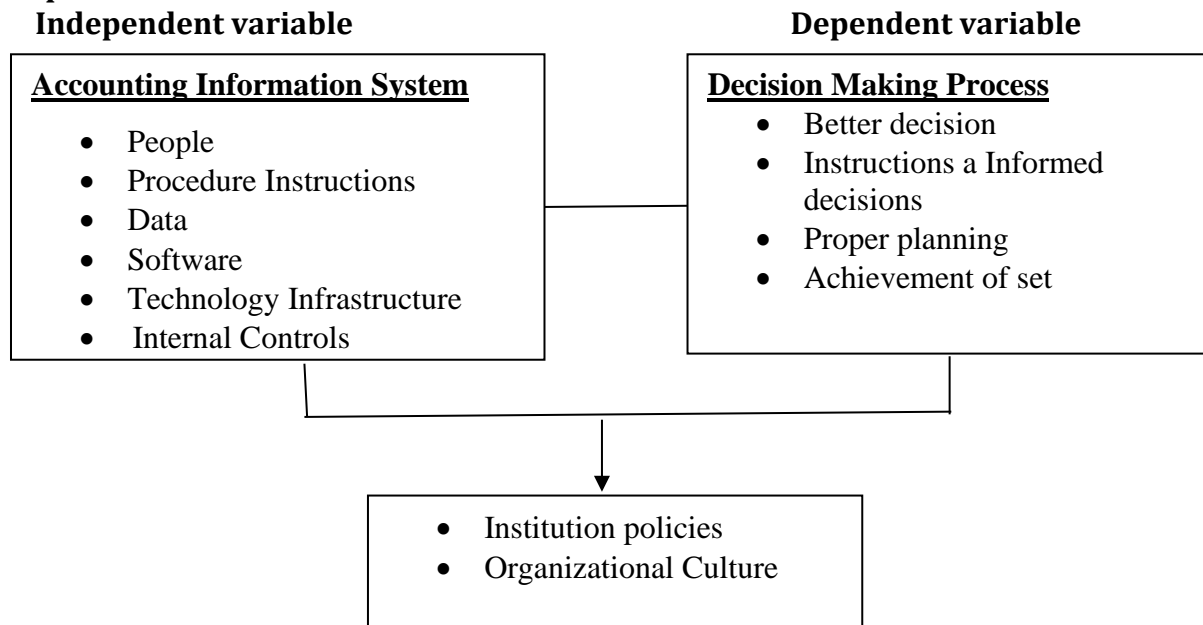 Independent variable
Dependent variable
Accounting Information System
• People
• Procedure Instructions
• Data
• Software
• Technology Infrastructure
• Internal Controls
Decision Making Process
• Better decision
• Instructions a Informed
decisions
• Proper planning
• Achievement of set
• Institution policies
• Organizational Culture